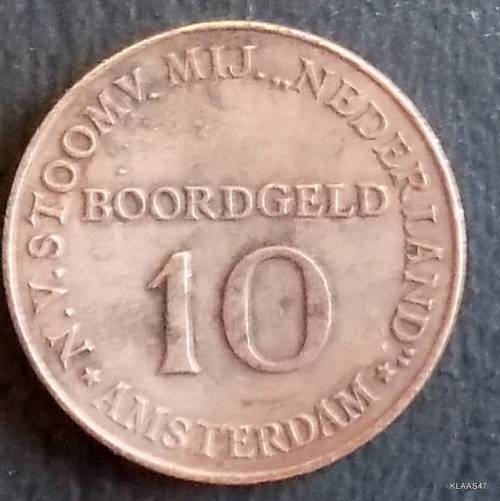 N.V. STOOMV. MIJ. „NEDERLAND"
BOORDGELD
10
* AMSTERDAM *
KLAAS47